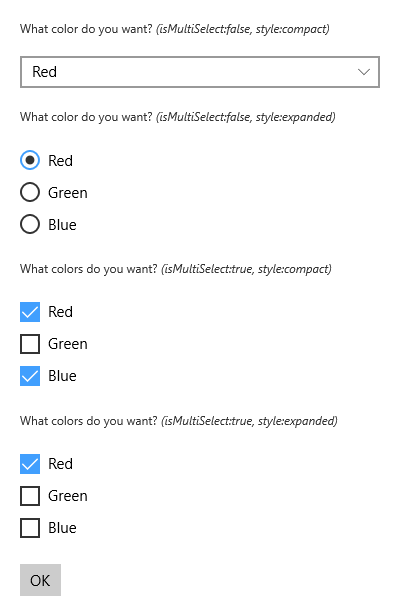 What color do you want? (isMultiSelect:false, style:compact)
Red
What color do you want? (isMultiSelect:false, style:expanded)
Red
Green
Blue
What colors do you want? (isMultiSelect:true, style:compact)
Red
Green
Blue
What colors do you want? (isMultiSelect:true, style:expanded)
Red
Green
Blue
OK